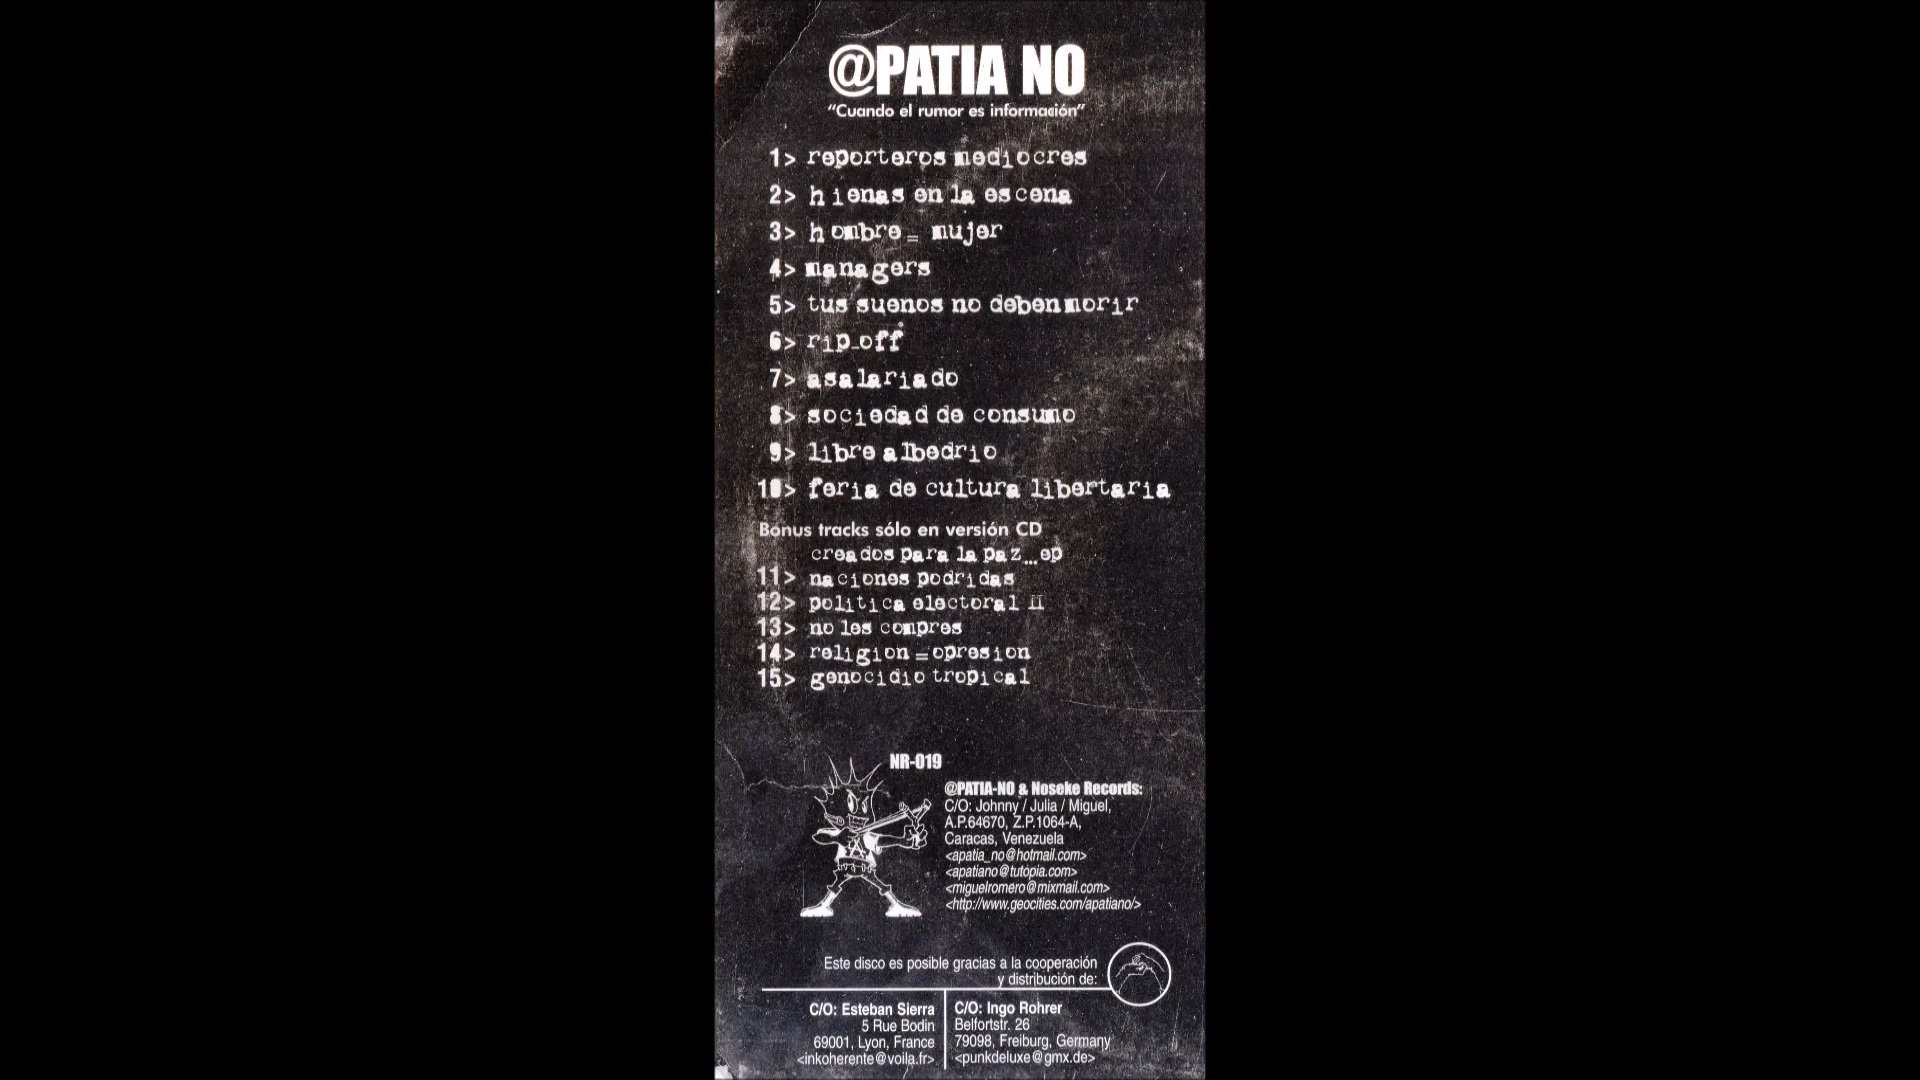 @PATIA NO
“Cuando el rumor es información”
1> reporteros mediocres
2> hienas en la escena
3> hombre = mujer
4> managers
5> tus suenos no deben morir
6> rip-off
7> asalariado
8> sociedad de consumo
9> libre albedrio
10> feria de cultura libertaria
Bonus tracks sólo en versión CD
creados para la paz...ep
11> naciones podridas
12> politica electoral II
13> no les compres
14> religion = opresion
15> genocidio tropical
NR-019
@PATIA-NO & Noseke Records:
C/O: Johnny / Julia / Miguel,
A.P.64670, Z.P.1064-A,
Caracas, Venezuela
<apatia_no@hotmail.com>
<apatiano@tutopia.com>
<miguelromero@mixmail.com>
<http://www.geocities.com/apatiano/>
Este disco es posible gracias a la cooperación
y distribución de:
C/O: Esteban Sierra
5 Rue Bodin
69001, Lyon, France
<inkoherente@voila.fr>
C/O: Ingo Rohrer
Belfortstr. 26
79098, Freiburg, Germany
<punkdeluxe@gmx.de>